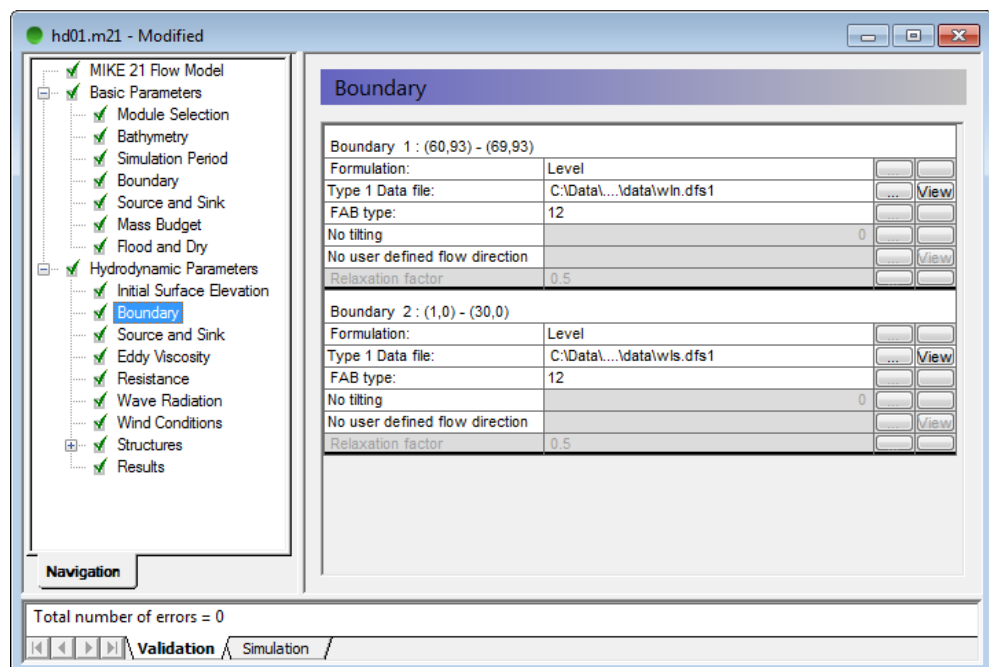 hd01.m21 - Modified
MIKE 21 Flow Model
Basic Parameters
Module Selection
Bathymetry
Simulation Period
Boundary
Source and Sink
Mass Budget
Flood and Dry
Hydrodynamic Parameters
Initial Surface Elevation
Boundary
Source and Sink
Eddy Viscosity
Resistance
Wave Radiation
Wind Conditions
Structures
Results
Navigation
Boundary
Boundary 1 : (60,93) - (69,93)
Formulation: Level ...
Type 1 Data file: C:\Data\....\data\wln.dfs1 ... View
FAB type: 12 ...
No tilting 0 ...
No user defined flow direction ... View
Relaxation factor 0.5 ...
Boundary 2 : (1,0) - (30,0)
Formulation: Level ...
Type 1 Data file: C:\Data\....\data\wls.dfs1 ... View
FAB type: 12 ...
No tilting 0 ...
No user defined flow direction ... View
Relaxation factor 0.5 ...
Total number of errors = 0
Validation Simulation